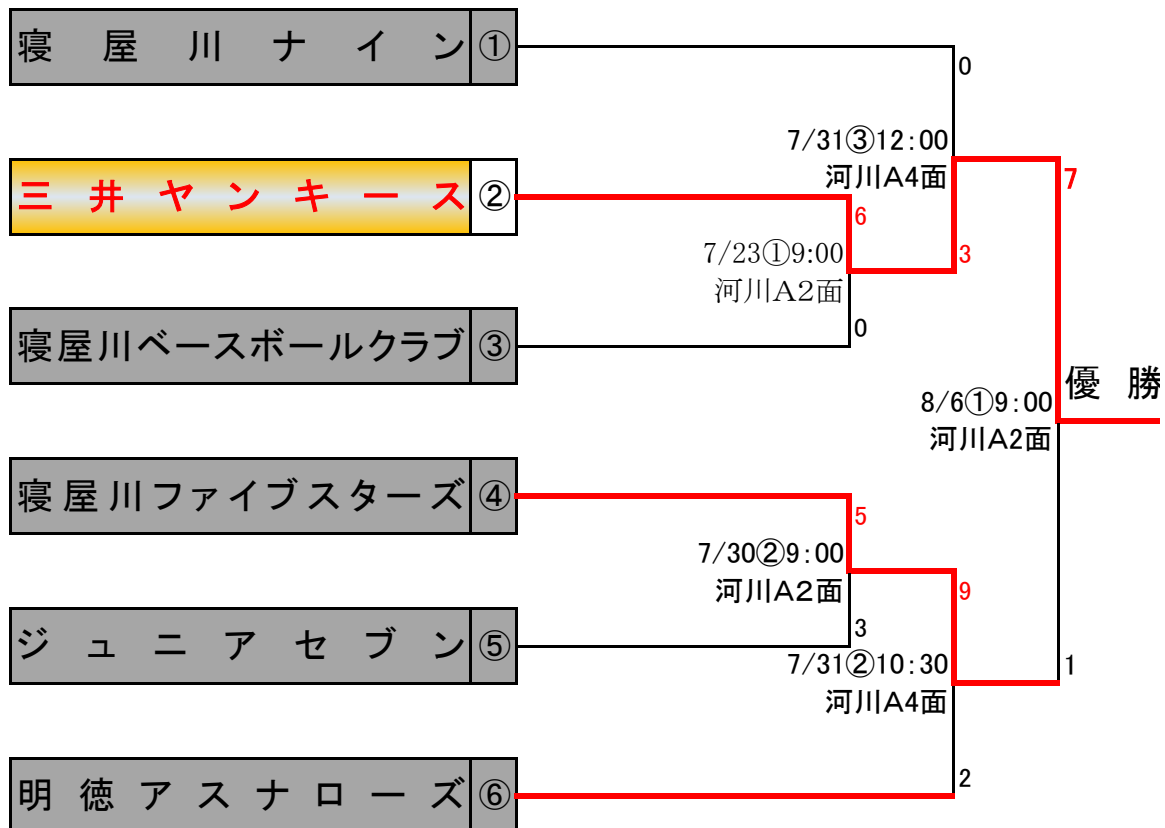 寝屋川ナイン①
0
7/31③12:00
河川A4面
三井ヤンキース②
7
6
3
7/23①9:00
河川A2面
寝屋川ベースボールクラブ③
0
優勝
8/6①9:00
河川A2面
寝屋川ファイブスターズ④
5
7/30②9:00
河川A2面
9
ジュニアセブン⑤
3
7/31②10:30
河川A4面
1
明徳アスナローズ⑥
2